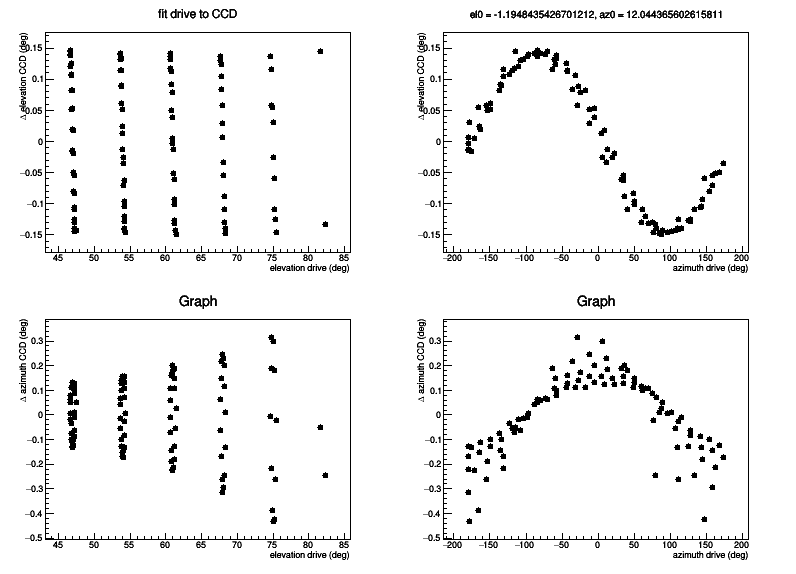 fit drive to CCD
Δ elevation CCD (deg)
0.15
0.1
0.05
0
−0.05
−0.1
−0.15
45 50 55 60 65 70 75 80 85
elevation drive (deg)
el0 = -1.1948435426701212, az0 = 12.044365602615811
Δ elevation CCD (deg)
0.15
0.1
0.05
0
−0.05
−0.1
−0.15
−200 −150 −100 −50 0 50 100 150 200
azimuth drive (deg)
Graph
Δ azimuth CCD (deg)
0.3
0.2
0.1
0
−0.1
−0.2
−0.3
−0.4
−0.5
45 50 55 60 65 70 75 80 85
elevation drive (deg)
Graph
Δ azimuth CCD (deg)
0.3
0.2
0.1
0
−0.1
−0.2
−0.3
−0.4
−0.5
−200 −150 −100 −50 0 50 100 150 200
azimuth drive (deg)